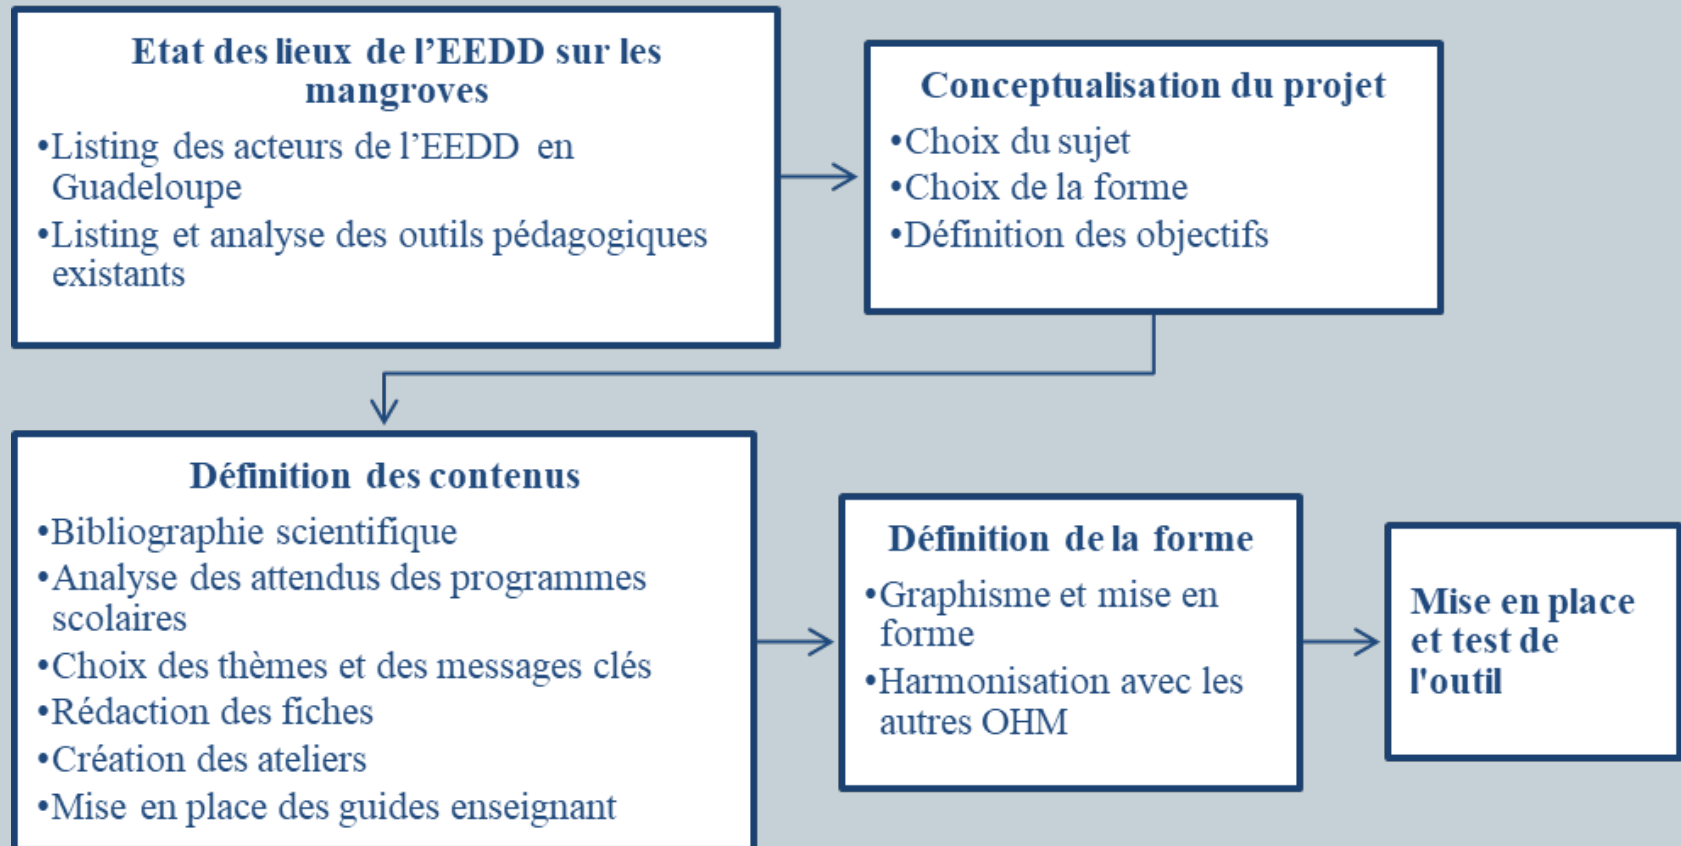 Etat des lieux de l'EEDD sur les
mangroves
•Listing des acteurs de l'EEDD en
Guadeloupe
•Listing et analyse des outils pédagogiques
existants
Conceptualisation du projet
•Choix du sujet
•Choix de la forme
•Définition des objectifs
Définition des contenus
•Bibliographie scientifique
•Analyse des attendus des programmes
scolaires
•Choix des thèmes et des messages clés
•Rédaction des fiches
•Création des ateliers
•Mise en place des guides enseignant
Définition de la forme
•Graphisme et mise en
forme
•Harmonisation avec les
autres OHM
Mise en place
et test de
l'outil